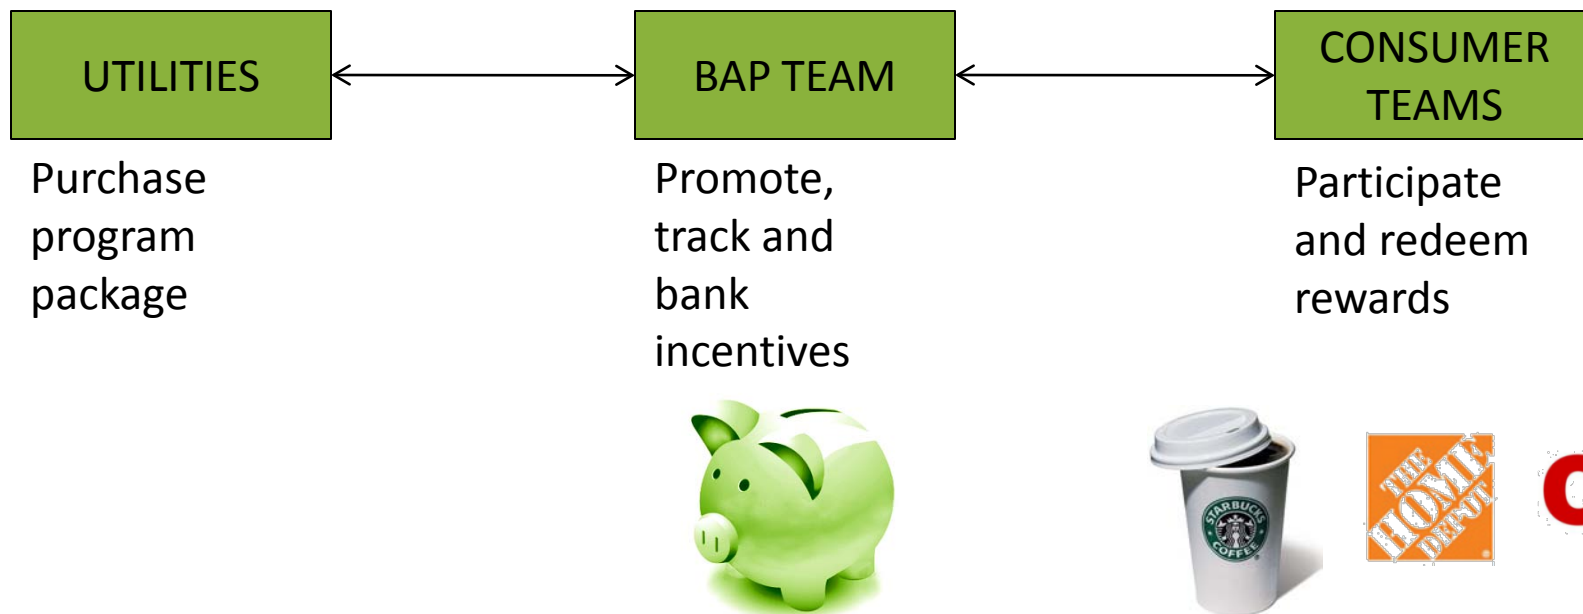 UTILITIES
BAP TEAM
CONSUMER
TEAMS
Purchase
program
package
Promote,
track and
bank
incentives
Participate
and redeem
rewards
STARBUCKS
COFFEE
THE
HOME
DEPOT